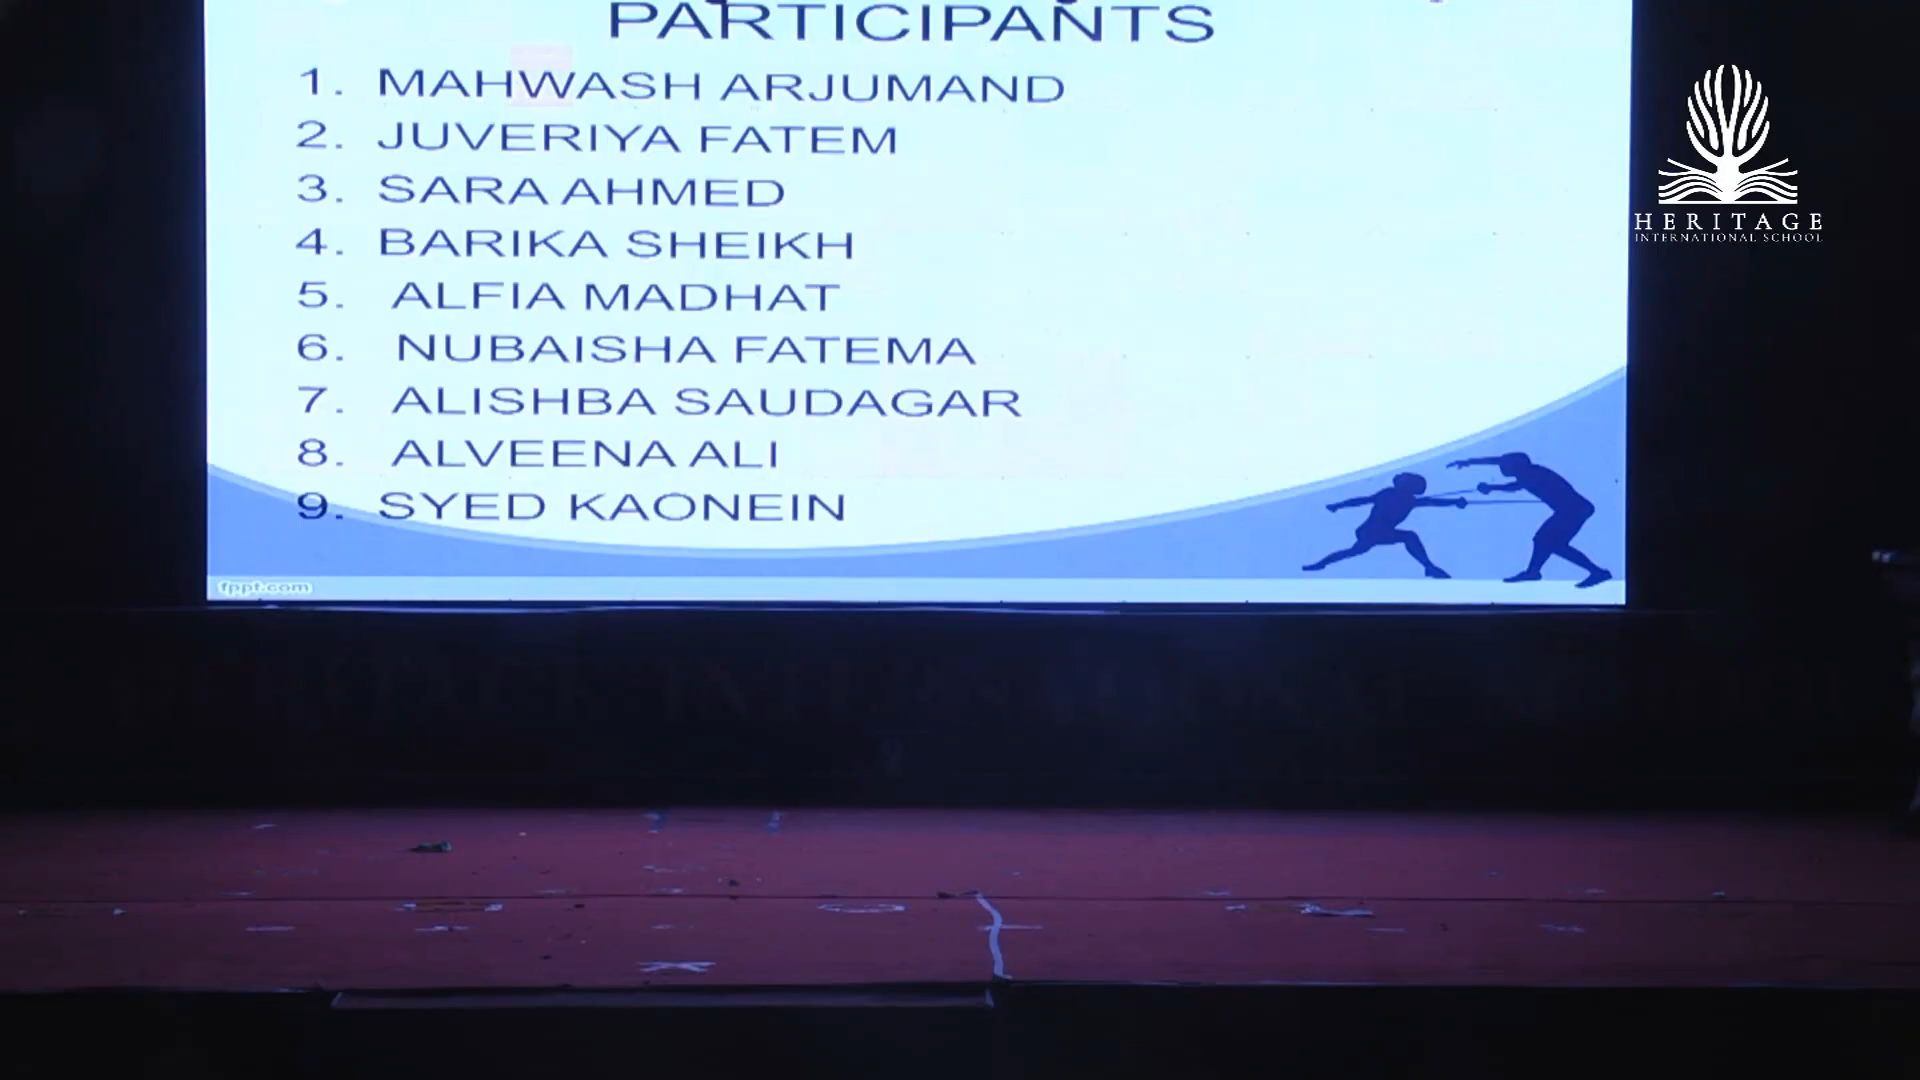 PARTICIPANTS
1. MAHWASH ARJUMAND
2. JUVERIYA FATEM
3. SARA AHMED
4. BARIKA SHEIKH
5. ALFIA MADHAT
6. NUBAISHA FATEMA
7. ALISHBA SAUDAGAR
8. ALVEENA ALI
9. SYED KAONEIN
fppt.com
HERITAGE
INTERNATIONAL SCHOOL